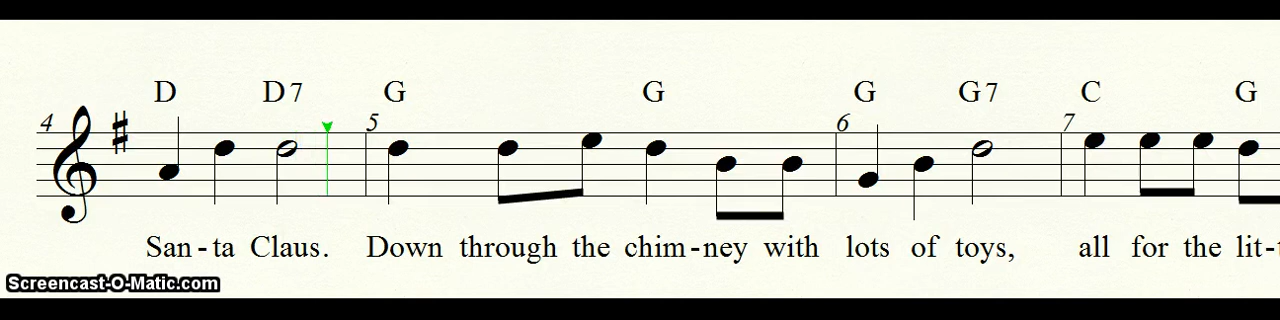 D D7 G G G G7 C G
4 5 6 7
San-ta Claus. Down through the chim-ney with lots of toys, all for the lit-
Screencast-O-Matic.com